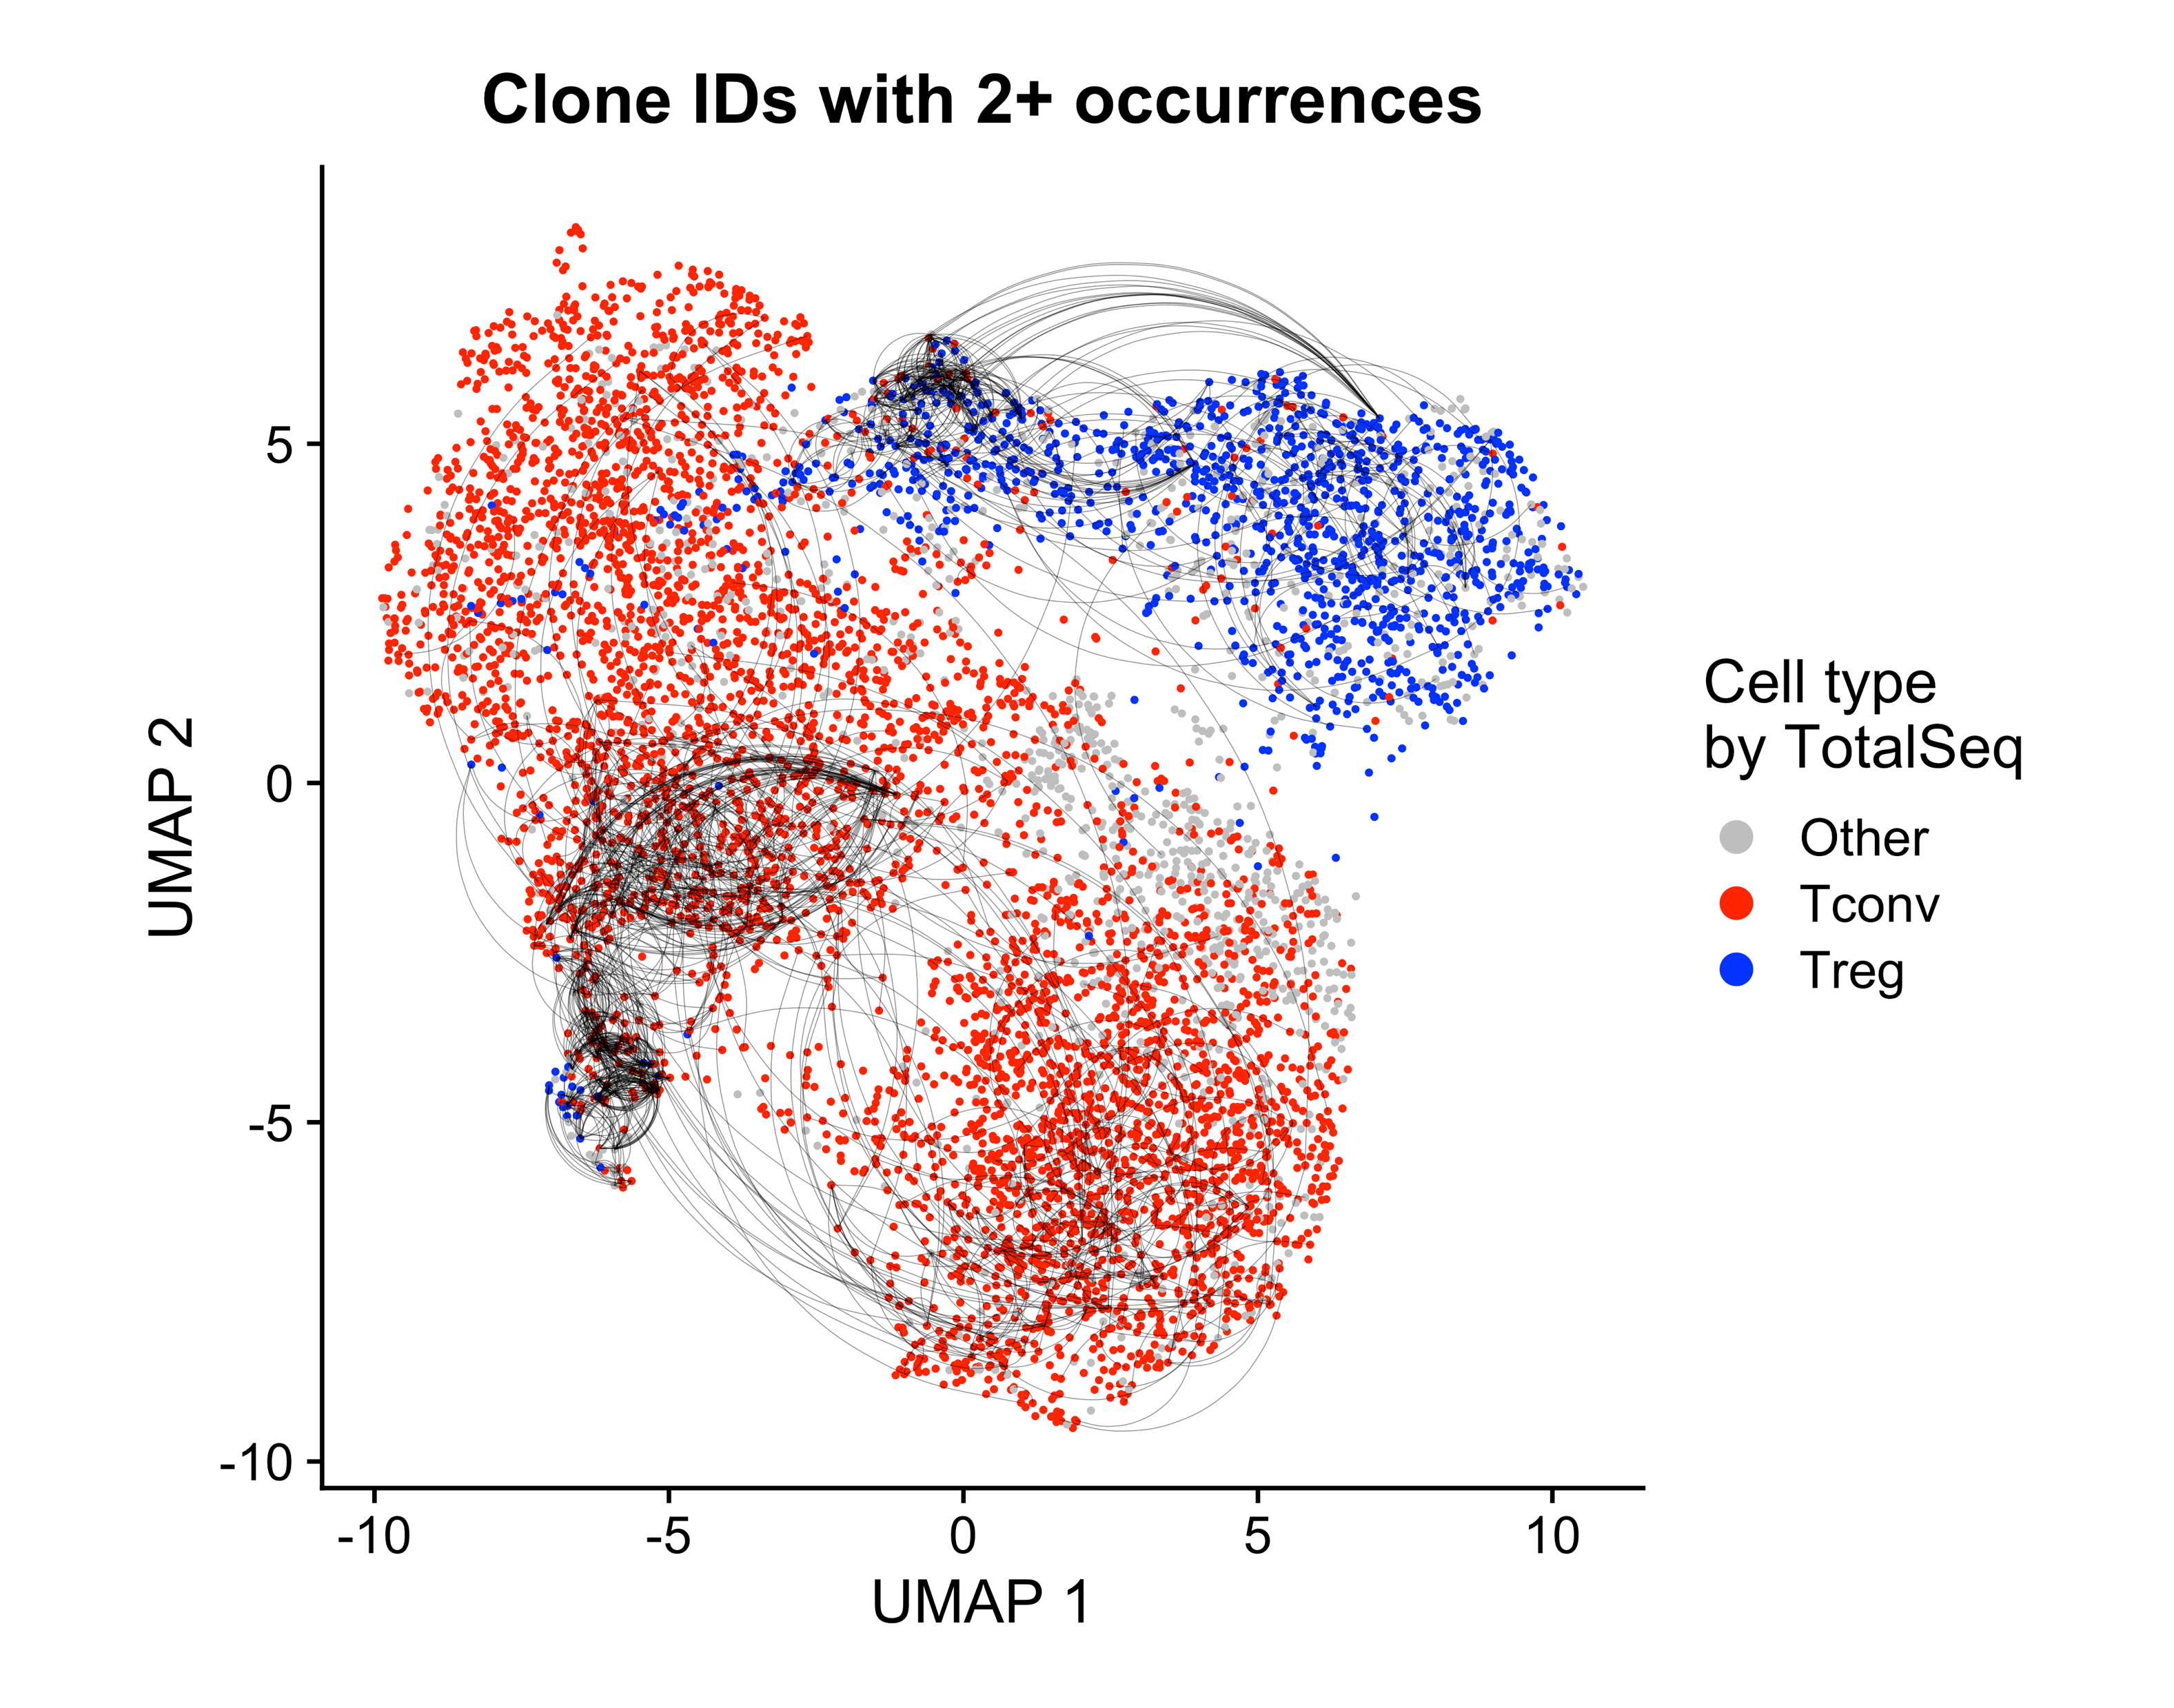 Clone IDs with 2+ occurrences
5
0
-5
-10
UMAP 2
-10 -5 0 5 10
UMAP 1
Cell type
by TotalSeq
Other
Tconv
Treg